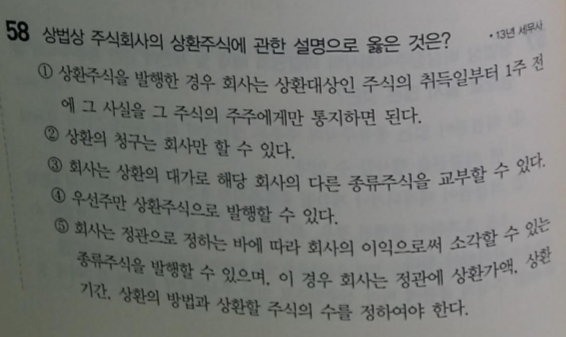 58 상법상 주식회사의 상환주식에 관한 설명으로 옳은 것은? • 13년 세무사
① 상환주식을 발행한 경우 회사는 상환대상인 주식의 취득일부터 1주 전
에 그 사실을 그 주식의 주주에게만 통지하면 된다.
② 상환의 청구는 회사만 할 수 있다.
③ 회사는 상환의 대가로 해당 회사의 다른 종류주식을 교부할 수 있다.
④ 우선주만 상환주식으로 발행할 수 있다.
⑤ 회사는 정관으로 정하는 바에 따라 회사의 이익으로써 소각할 수 있는
종류주식을 발행할 수 있으며, 이 경우 회사는 정관에 상환가액, 상환
기간, 상환의 방법과 상환할 주식의 수를 정하여야 한다.